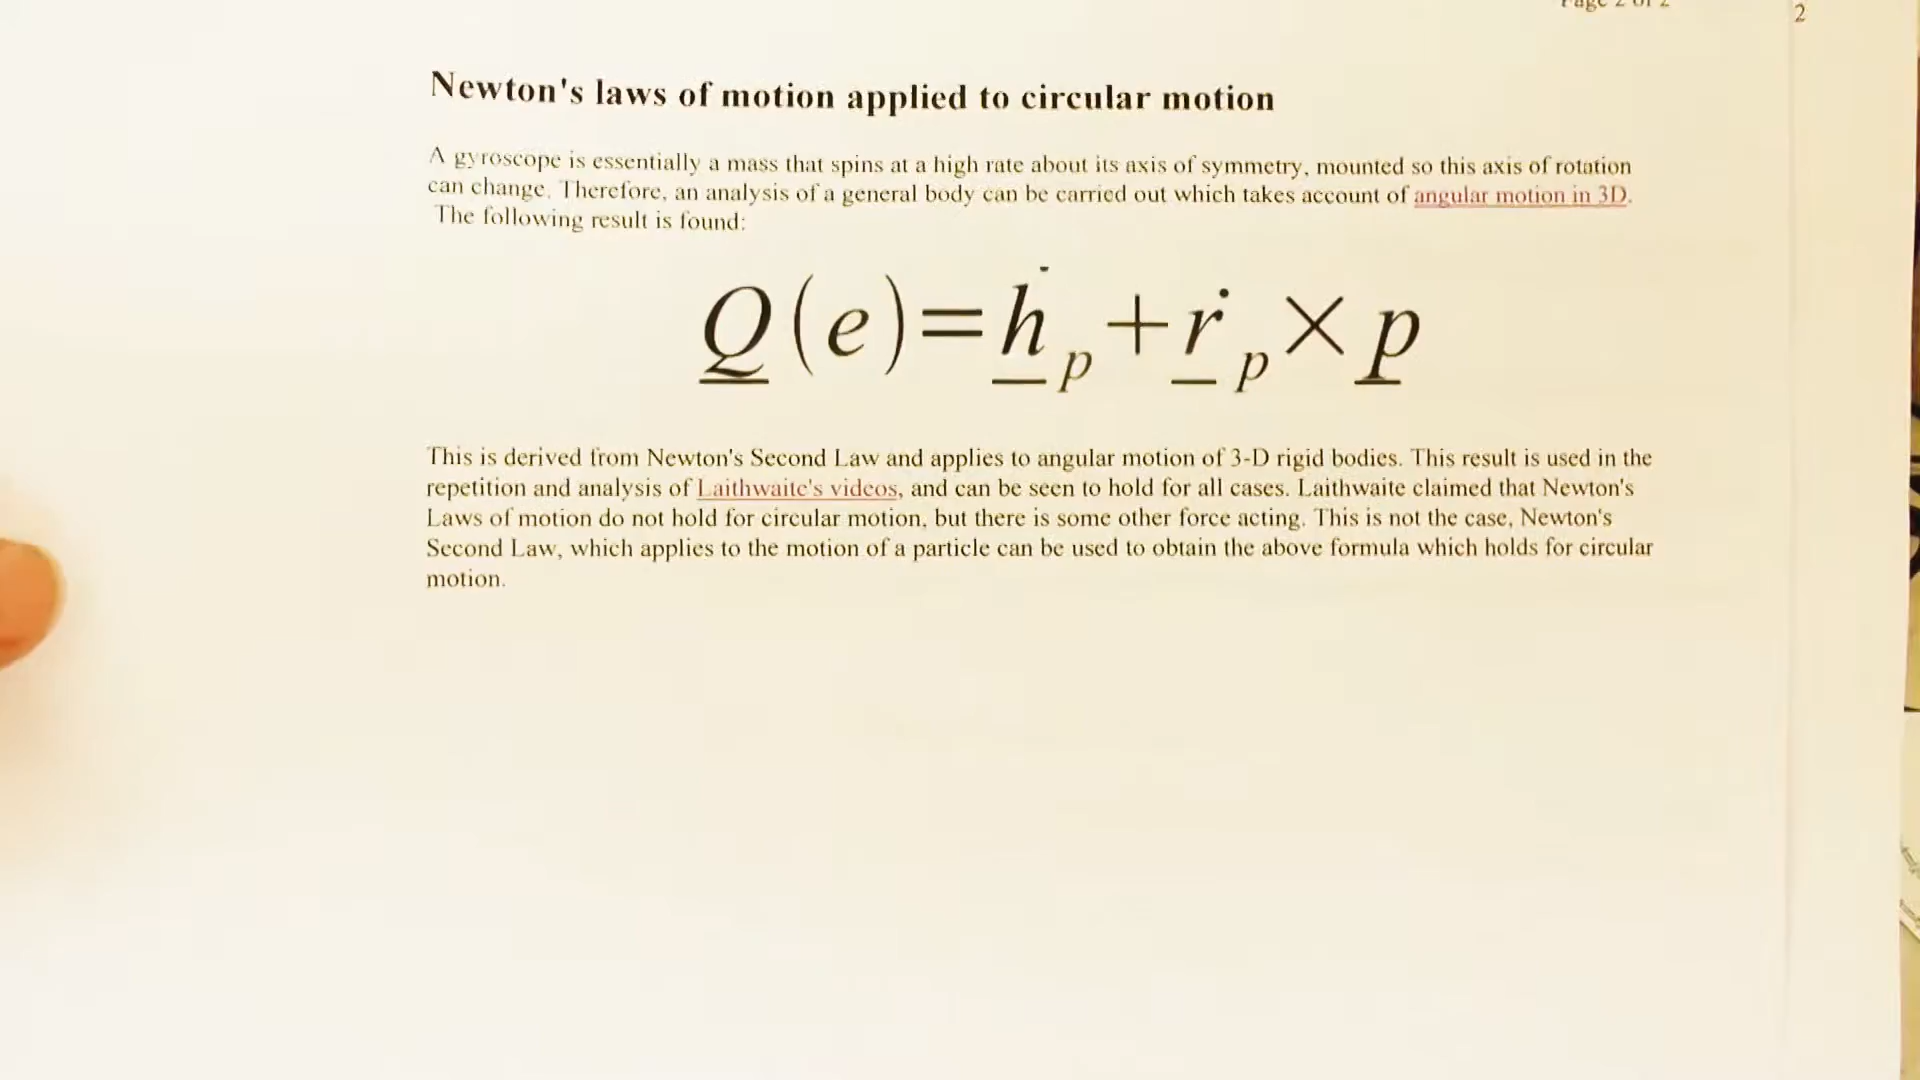 Page 2 of 2
2
Newton's laws of motion applied to circular motion
A gyroscope is essentially a mass that spins at a high rate about its axis of symmetry, mounted so this axis of rotation
can change. Therefore, an analysis of a general body can be carried out which takes account of angular motion in 3D.
The following result is found:
Q(e)=ḣ_p+ṙ_p×p
This is derived from Newton's Second Law and applies to angular motion of 3-D rigid bodies. This result is used in the
repetition and analysis of Laithwaite's videos, and can be seen to hold for all cases. Laithwaite claimed that Newton's
Laws of motion do not hold for circular motion, but there is some other force acting. This is not the case, Newton's
Second Law, which applies to the motion of a particle can be used to obtain the above formula which holds for circular
motion.